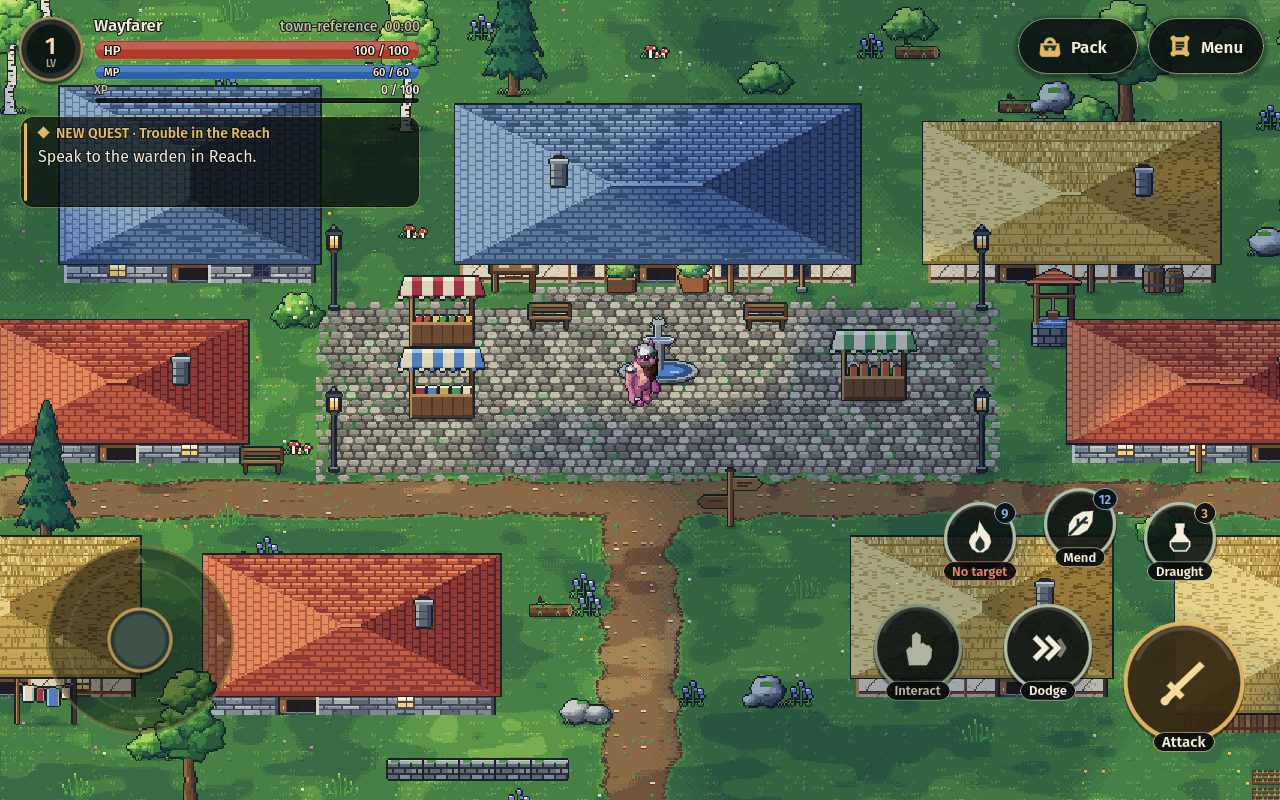 Wayfarer
town-reference 00:00
1
LV
HP
100 / 100
MP
60 / 60
XP
0 / 100
NEW QUEST · Trouble in the Reach
Speak to the warden in Reach.
Pack
Menu
9
No target
12
Mend
3
Draught
Interact
Dodge
Attack